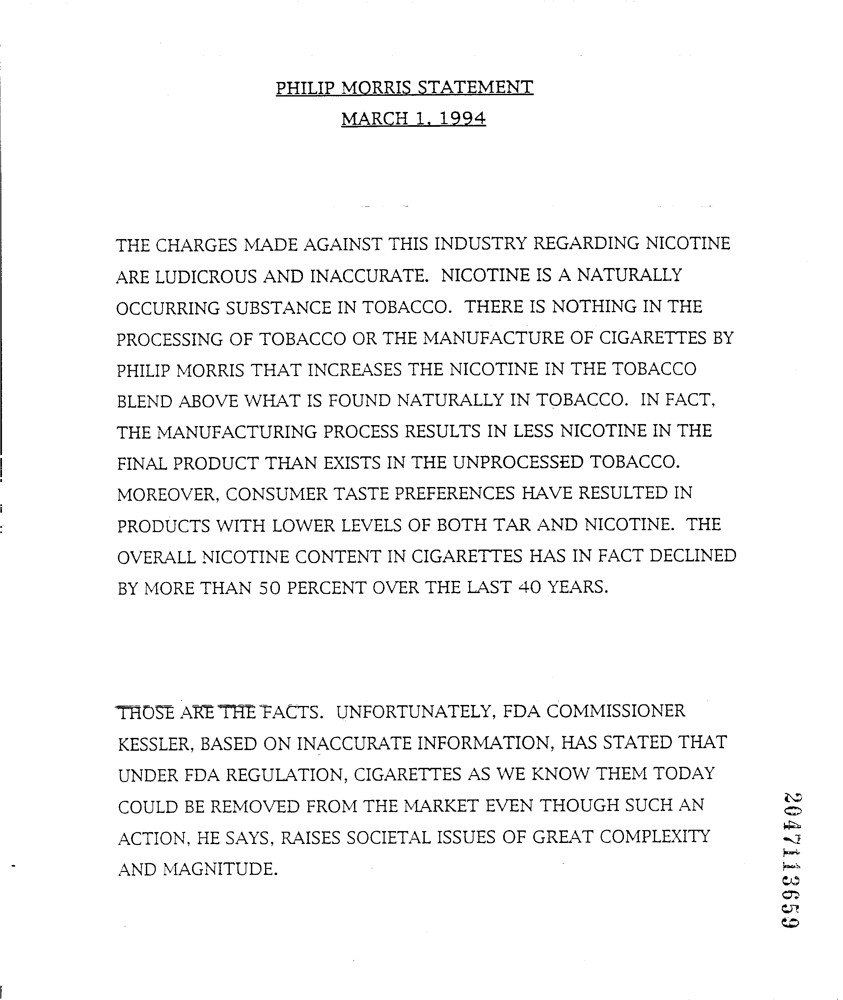 PHILIP MORRIS STATEMENT
MARCH 1, 1994
THE CHARGES MADE AGAINST THIS INDUSTRY REGARDING NICOTINE
ARE LUDICROUS AND INACCURATE. NICOTINE IS A NATURALLY
OCCURRING SUBSTANCE IN TOBACCO. THERE IS NOTHING IN THE
PROCESSING OF TOBACCO OR THE MANUFACTURE OF CIGARETTES BY
PHILIP MORRIS THAT INCREASES THE NICOTINE IN THE TOBACCO
BLEND ABOVE WHAT IS FOUND NATURALLY IN TOBACCO. IN FACT,
THE MANUFACTURING PROCESS RESULTS IN LESS NICOTINE IN THE
FINAL PRODUCT THAN EXISTS IN THE UNPROCESSED TOBACCO.
MOREOVER, CONSUMER TASTE PREFERENCES HAVE RESULTED IN
PRODUCTS WITH LOWER LEVELS OF BOTH TAR AND NICOTINE. THE
OVERALL NICOTINE CONTENT IN CIGARETTES HAS IN FACT DECLINED
BY MORE THAN 50 PERCENT OVER THE LAST 40 YEARS.
THOSE ARE THE FACTS. UNFORTUNATELY, FDA COMMISSIONER
KESSLER, BASED ON INACCURATE INFORMATION, HAS STATED THAT
UNDER FDA REGULATION, CIGARETTES AS WE KNOW THEM TODAY
COULD BE REMOVED FROM THE MARKET EVEN THOUGH SUCH AN
ACTION, HE SAYS, RAISES SOCIETAL ISSUES OF GREAT COMPLEXITY
AND MAGNITUDE.
2047113659